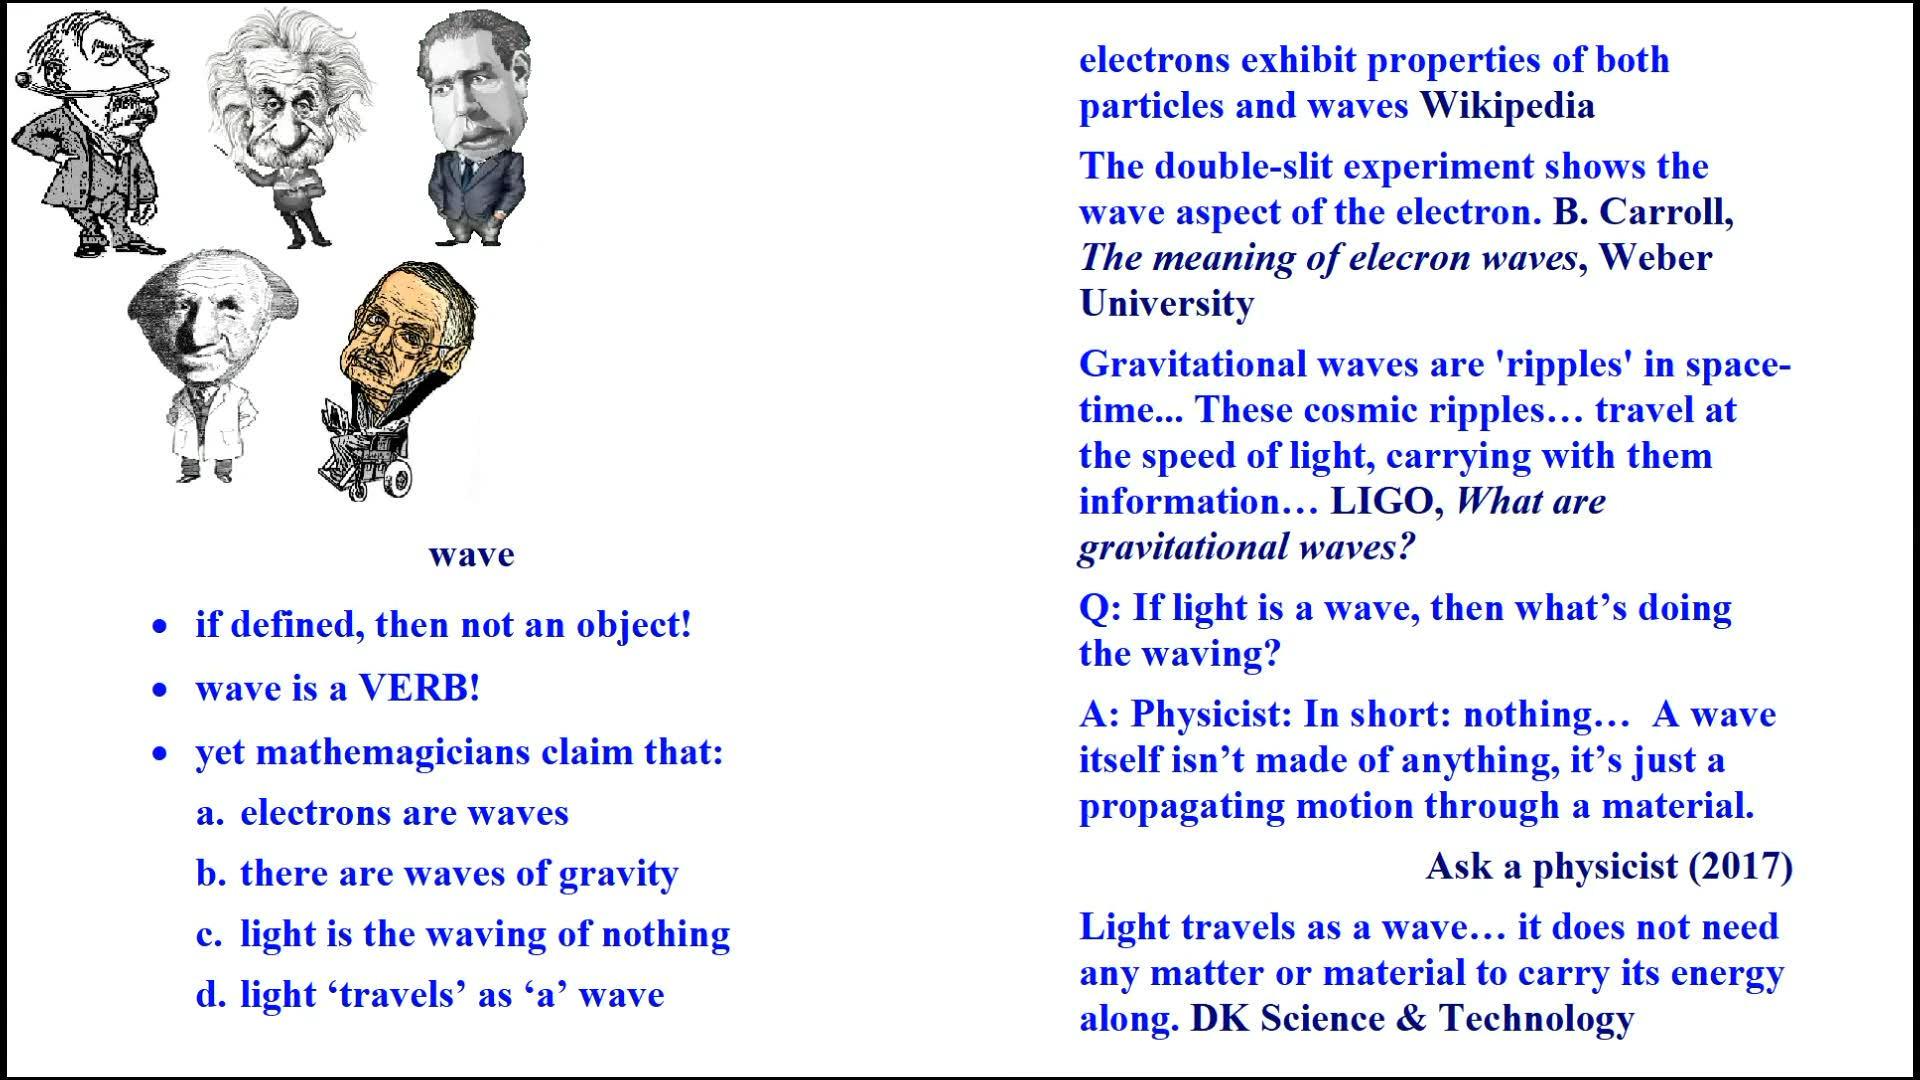 wave
• if defined, then not an object!
• wave is a VERB!
• yet mathemagicians claim that:
a. electrons are waves
b. there are waves of gravity
c. light is the waving of nothing
d. light ‘travels’ as ‘a’ wave
electrons exhibit properties of both
particles and waves Wikipedia
The double-slit experiment shows the
wave aspect of the electron. B. Carroll,
The meaning of elecron waves, Weber
University
Gravitational waves are 'ripples' in space-
time... These cosmic ripples… travel at
the speed of light, carrying with them
information… LIGO, What are
gravitational waves?
Q: If light is a wave, then what’s doing
the waving?
A: Physicist: In short: nothing… A wave
itself isn’t made of anything, it’s just a
propagating motion through a material.
Ask a physicist (2017)
Light travels as a wave… it does not need
any matter or material to carry its energy
along. DK Science & Technology